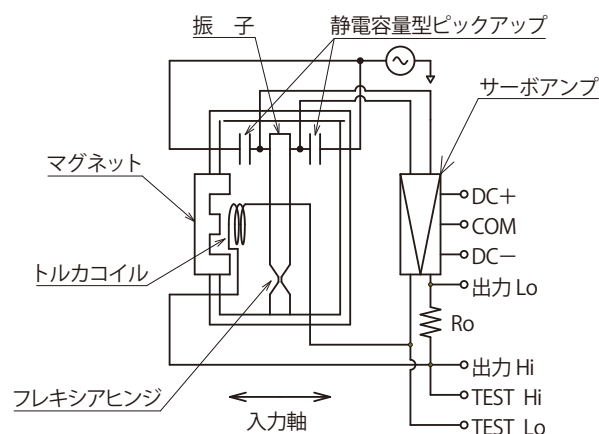 振 子
静電容量型ピックアップ
サーボアンプ
マグネット
DC+
COM
DC−
トルカコイル
出力 Lo
Ro
出力 Hi
フレキシアヒンジ
TEST Hi
入力軸
TEST Lo